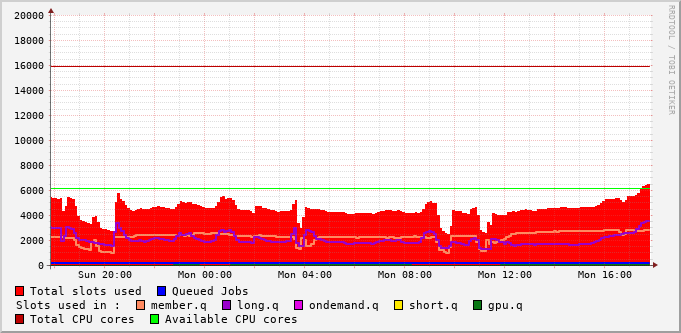 20000
18000
16000
14000
12000
10000
8000
6000
4000
2000
0
Sun 20:00 Mon 00:00 Mon 04:00 Mon 08:00 Mon 12:00 Mon 16:00
Total slots used Queued Jobs
Slots used in : member.q long.q ondemand.q short.q gpu.q
Total CPU cores Available CPU cores
RRDTOOL / TOBI OETIKER